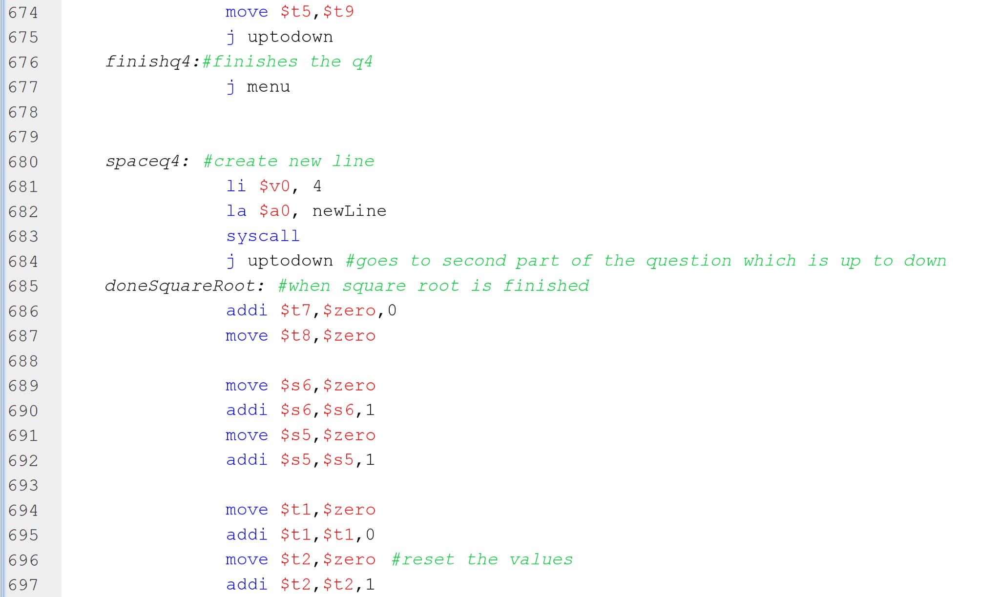 674 move $t5,$t9
675 j uptodown
676 finishq4:#finishes the q4
677 j menu
678
679
680 spaceq4: #create new line
681 li $v0, 4
682 la $a0, newLine
683 syscall
684 j uptodown #goes to second part of the question which is up to down
685 doneSquareRoot: #when square root is finished
686 addi $t7,$zero,0
687 move $t8,$zero
688
689 move $s6,$zero
690 addi $s6,$s6,1
691 move $s5,$zero
692 addi $s5,$s5,1
693
694 move $t1,$zero
695 addi $t1,$t1,0
696 move $t2,$zero #reset the values
697 addi $t2,$t2,1